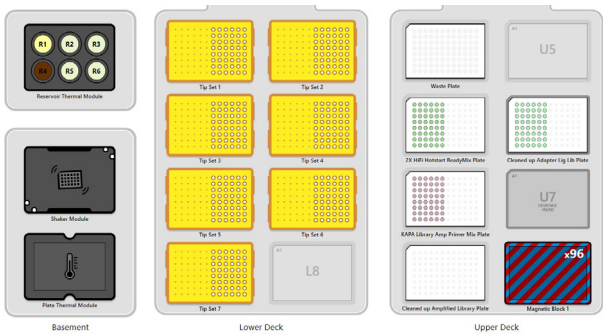 R1 R2 R3
R4 R5 R6
Reservoir Thermal Module
Shaker Module
Plate Thermal Module
Basement
Tip Set 1 Tip Set 2
Tip Set 3 Tip Set 4
Tip Set 5 Tip Set 6
A1
L8
Tip Set 7
Lower Deck
A1
U5
Waste Plate
2X HiFi Hotstart ReadyMix Plate Cleaned up Adapter Lig Lib Plate
A1
U7
KAPA Library Amp Primer Mix Plate
x96
Cleaned up Amplified Library Plate Magnetic Block 1
Upper Deck